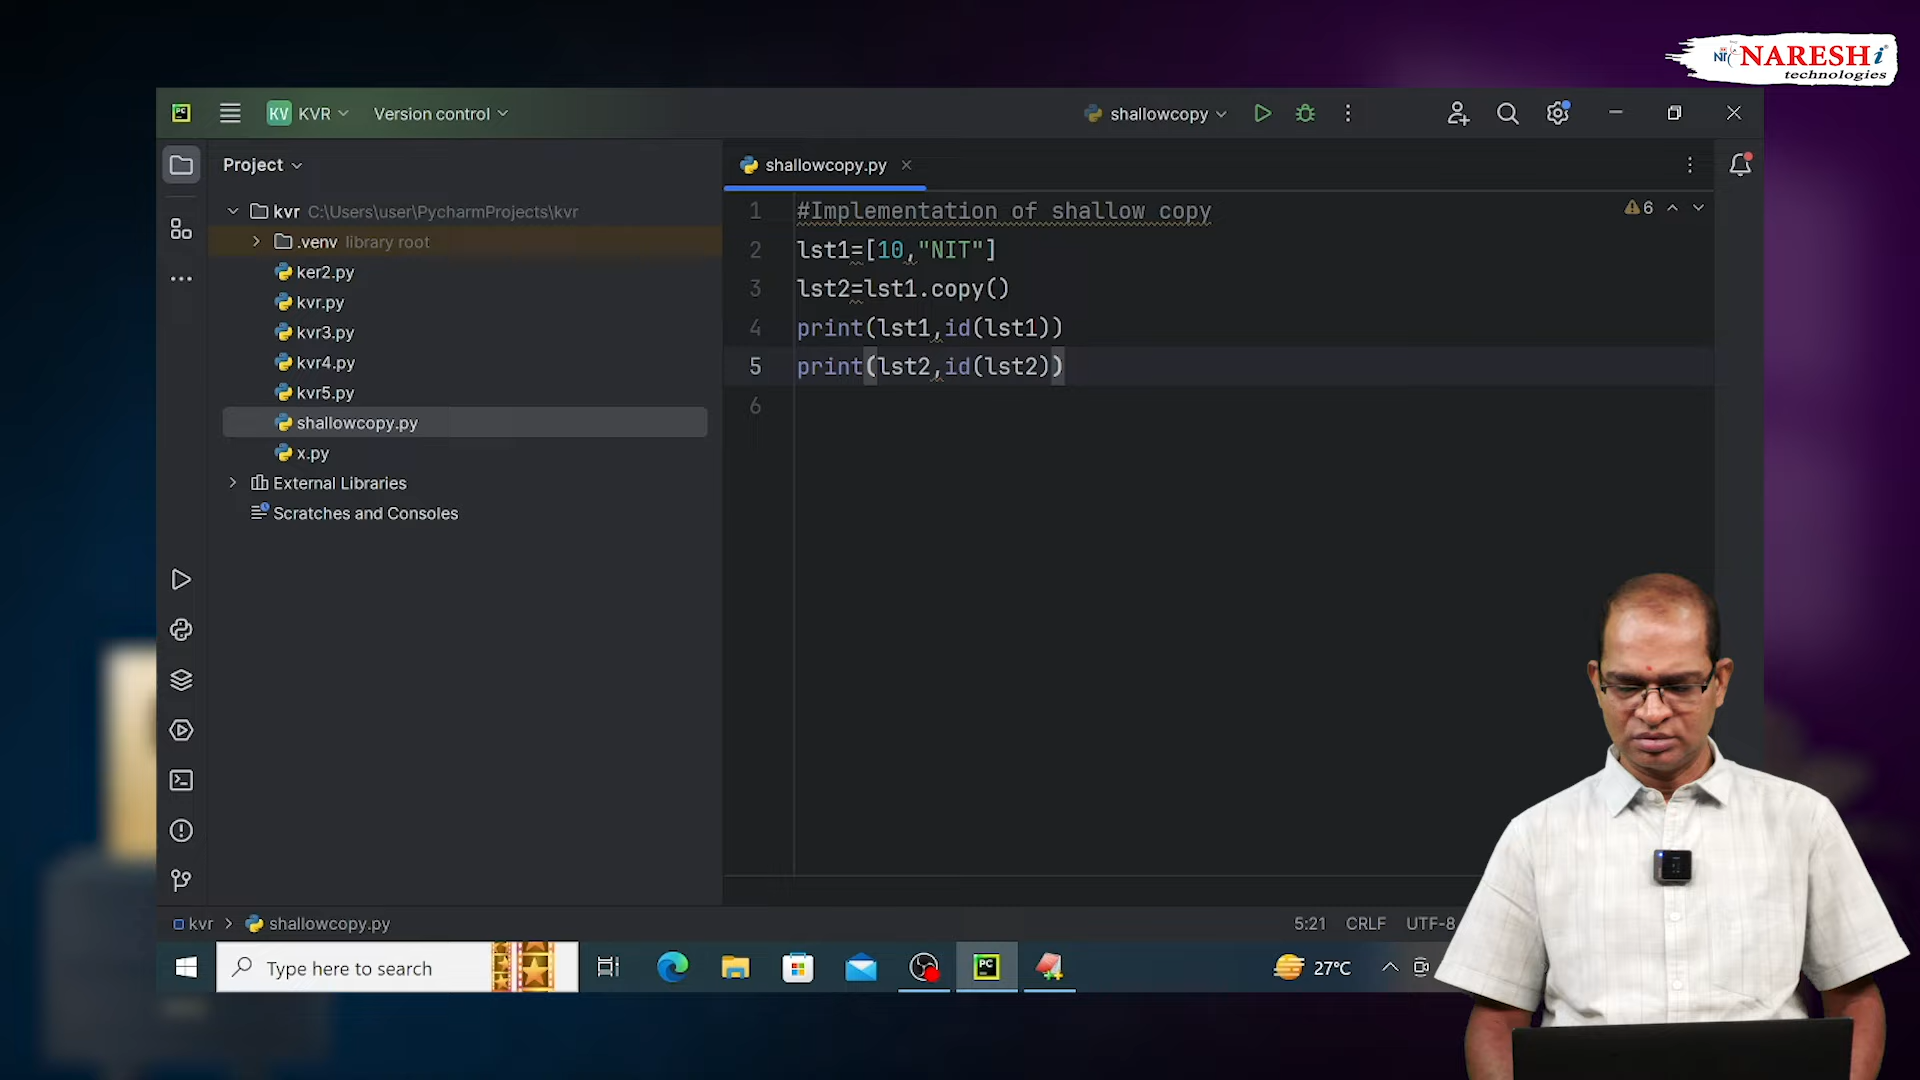 NIT NARESH i
technologies
PC
KV KVR
Version control
shallowcopy
Project
shallowcopy.py
kvr C:\Users\user\PycharmProjects\kvr
.venv library root
ker2.py
kvr.py
kvr3.py
kvr4.py
kvr5.py
shallowcopy.py
x.py
External Libraries
Scratches and Consoles
1 #Implementation of shallow copy
2 lst1=[10,"NIT"]
3 lst2=lst1.copy()
4 print(lst1,id(lst1))
5 print(lst2,id(lst2))
6
6
kvr > shallowcopy.py
5:21 CRLF UTF-8
Type here to search
PC
27°C